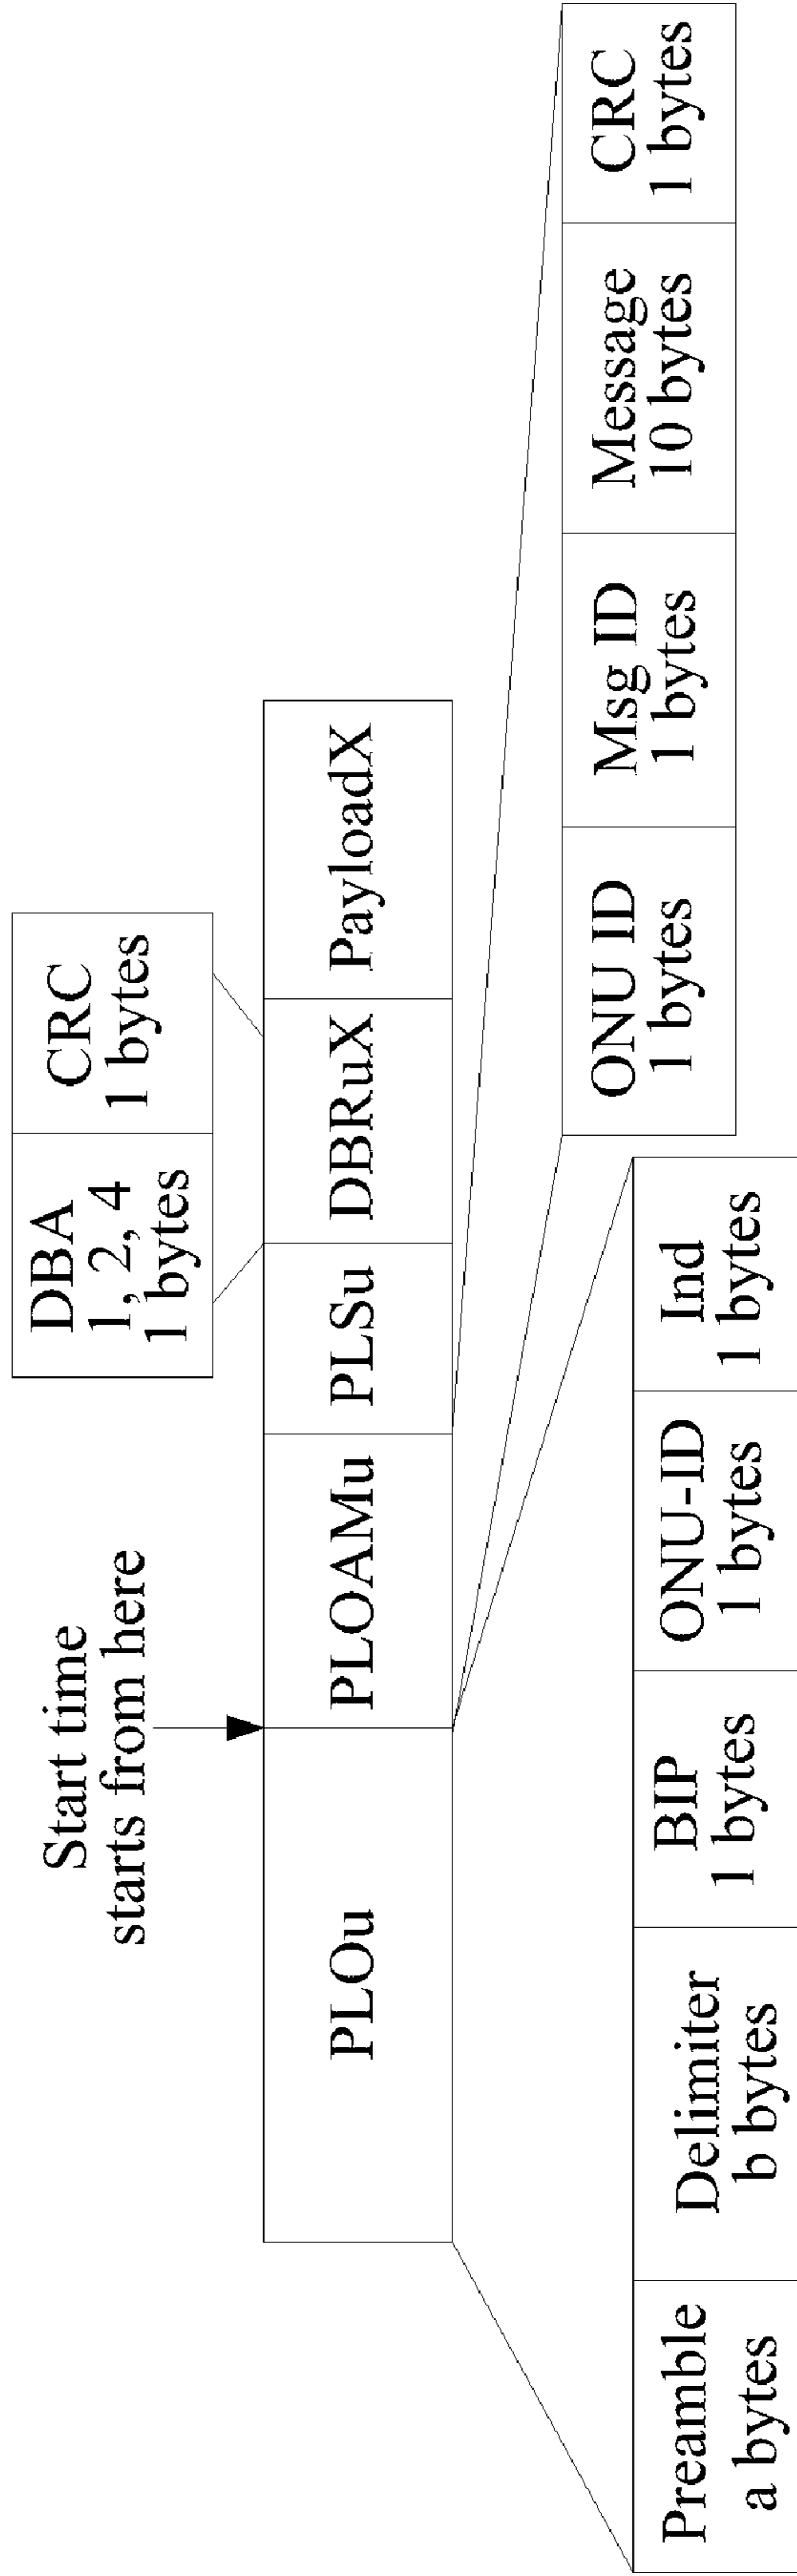 Start time
starts from here
DBA
1, 2, 4
1 bytes
CRC
1 bytes
PLOu
PLOAMu
PLSu
DBRuX
PayloadX
ONU ID
1 bytes
Msg ID
1 bytes
Message
10 bytes
CRC
1 bytes
Preamble
a bytes
Delimiter
b bytes
BIP
1 bytes
ONU-ID
1 bytes
Ind
1 bytes